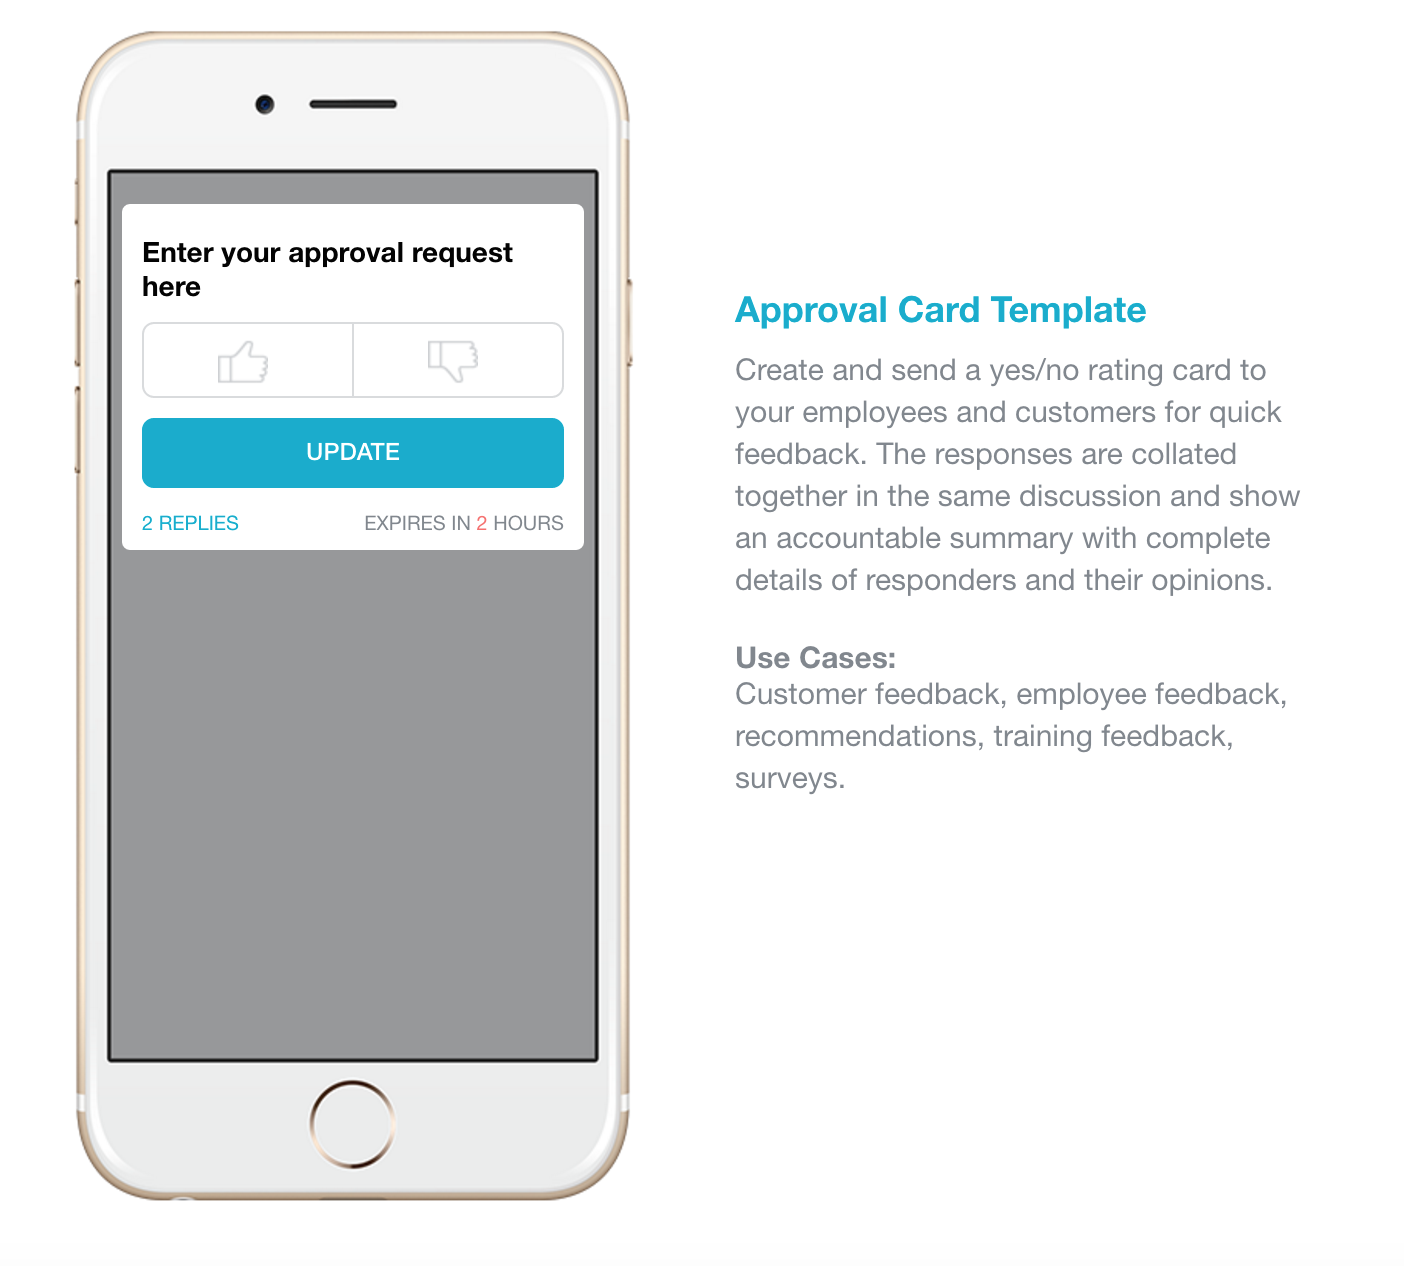 Enter your approval request
here
UPDATE
2 REPLIES
EXPIRES IN 2 HOURS
Approval Card Template
Create and send a yes/no rating card to
your employees and customers for quick
feedback. The responses are collated
together in the same discussion and show
an accountable summary with complete
details of responders and their opinions.
Use Cases:
Customer feedback, employee feedback,
recommendations, training feedback,
surveys.